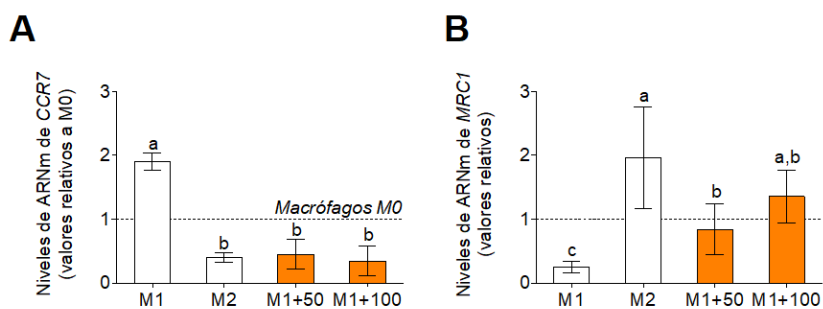 A
Niveles de ARNm de CCR7
(valores relativos a M0)
3
2
1
0
a
b
b
b
Macrófagos M0
M1
M2
M1+50
M1+100
B
Niveles de ARNm de MRC1
(valores relativos)
3
2
1
0
c
a
b
a,b
M1
M2
M1+50
M1+100